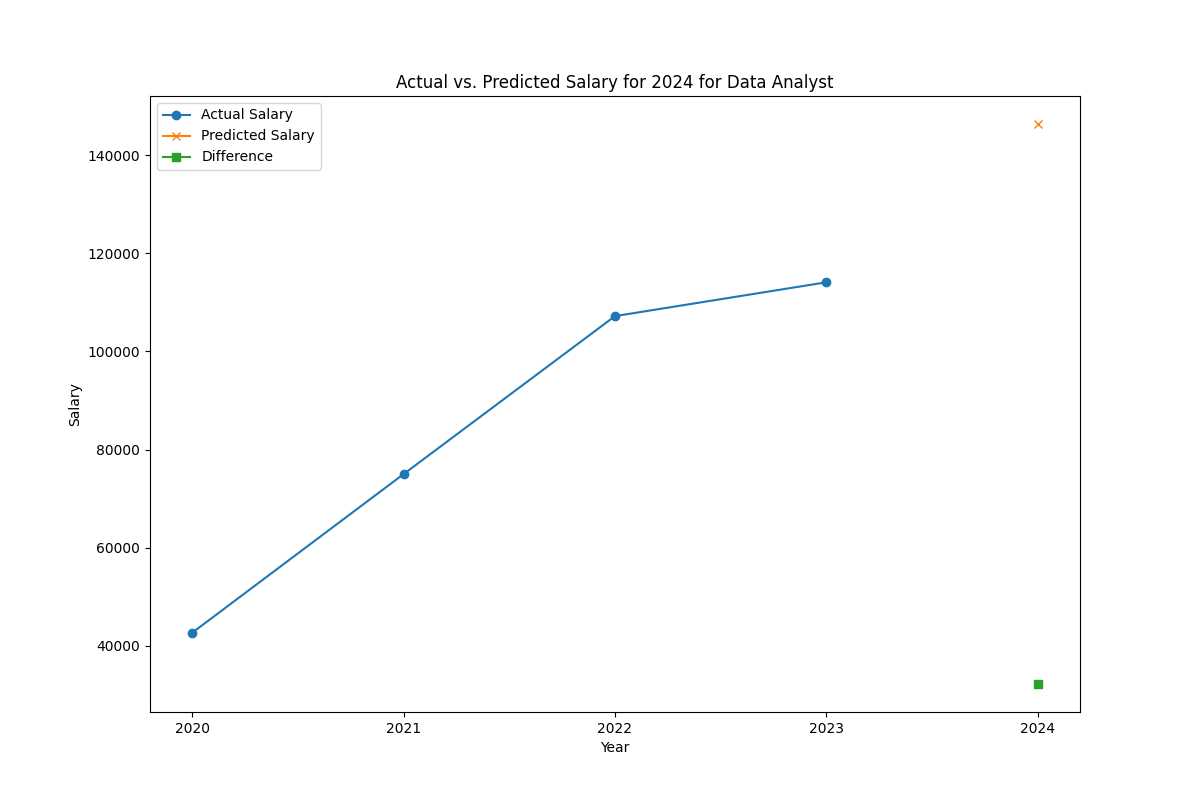 Actual vs. Predicted Salary for 2024 for Data Analyst
Actual Salary
Predicted Salary
Difference
140000
120000
100000
80000
60000
40000
Salary
2020 2021 2022 2023 2024
Year